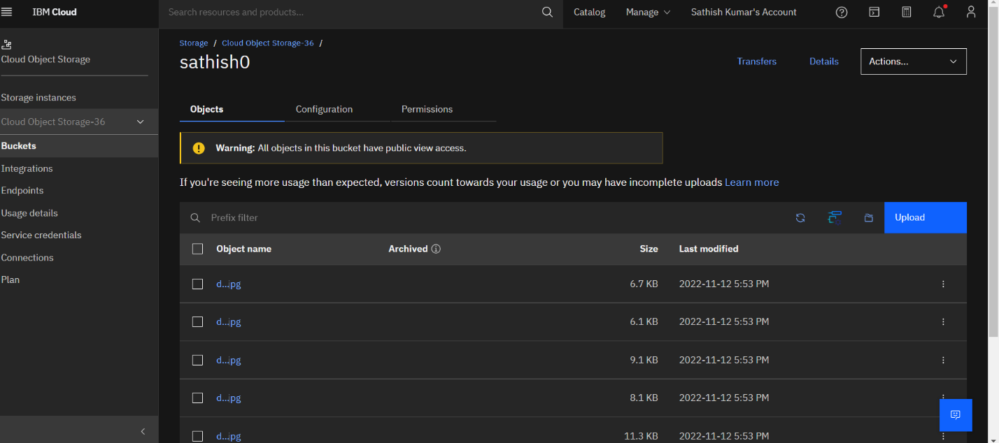 IBM Cloud
Search resources and products...
Catalog
Manage
Sathish Kumar's Account
Cloud Object Storage
Storage instances
Cloud Object Storage-36
Buckets
Integrations
Endpoints
Usage details
Service credentials
Connections
Plan
Storage / Cloud Object Storage-36 /
sathish0
Transfers
Details
Actions...
Objects
Configuration
Permissions
Warning: All objects in this bucket have public view access.
If you're seeing more usage than expected, versions count towards your usage or you may have incomplete uploads Learn more
Prefix filter
Upload
Object name Archived Size Last modified
d...jpg 6.7 KB 2022-11-12 5:53 PM
d...jpg 6.1 KB 2022-11-12 5:53 PM
d...jpg 9.1 KB 2022-11-12 5:53 PM
d...jpg 8.1 KB 2022-11-12 5:53 PM
d...jpg 11.3 KB 2022-11-12 5:53 PM